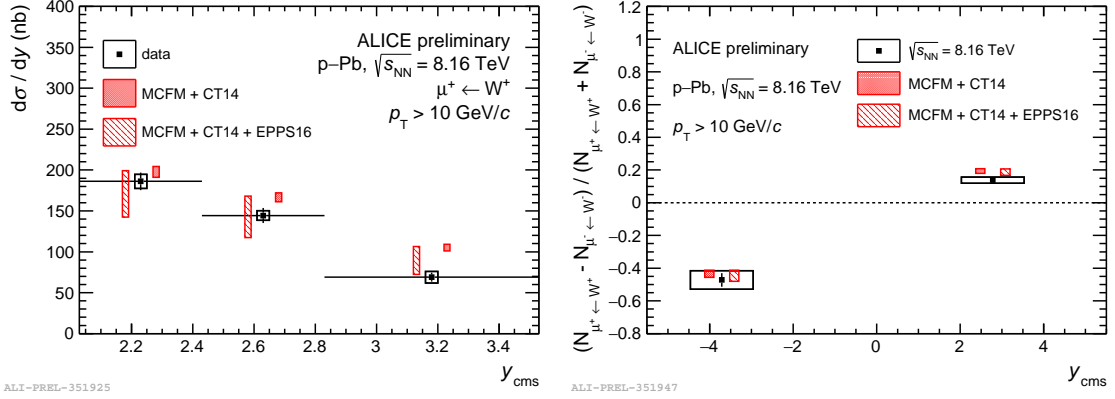 dσ / dy (nb)
400
350
300
250
200
150
100
50
0
data
MCFM + CT14
MCFM + CT14 + EPPS16
ALICE preliminary
p–Pb, √sNN = 8.16 TeV
μ+ ← W+
pT > 10 GeV/c
2.2 2.4 2.6 2.8 3 3.2 3.4
ycms
ALI-PREL-351925
(Nμ+ ← W+ - Nμ- ← W-) / (Nμ+ ← W+ + Nμ- ← W-)
1.2
1
0.8
0.6
0.4
0.2
0
−0.2
−0.4
−0.6
−0.8
ALICE preliminary
p–Pb, √sNN = 8.16 TeV
pT > 10 GeV/c
√sNN = 8.16 TeV
MCFM + CT14
MCFM + CT14 + EPPS16
−4 −2 0 2 4
ycms
ALI-PREL-351947